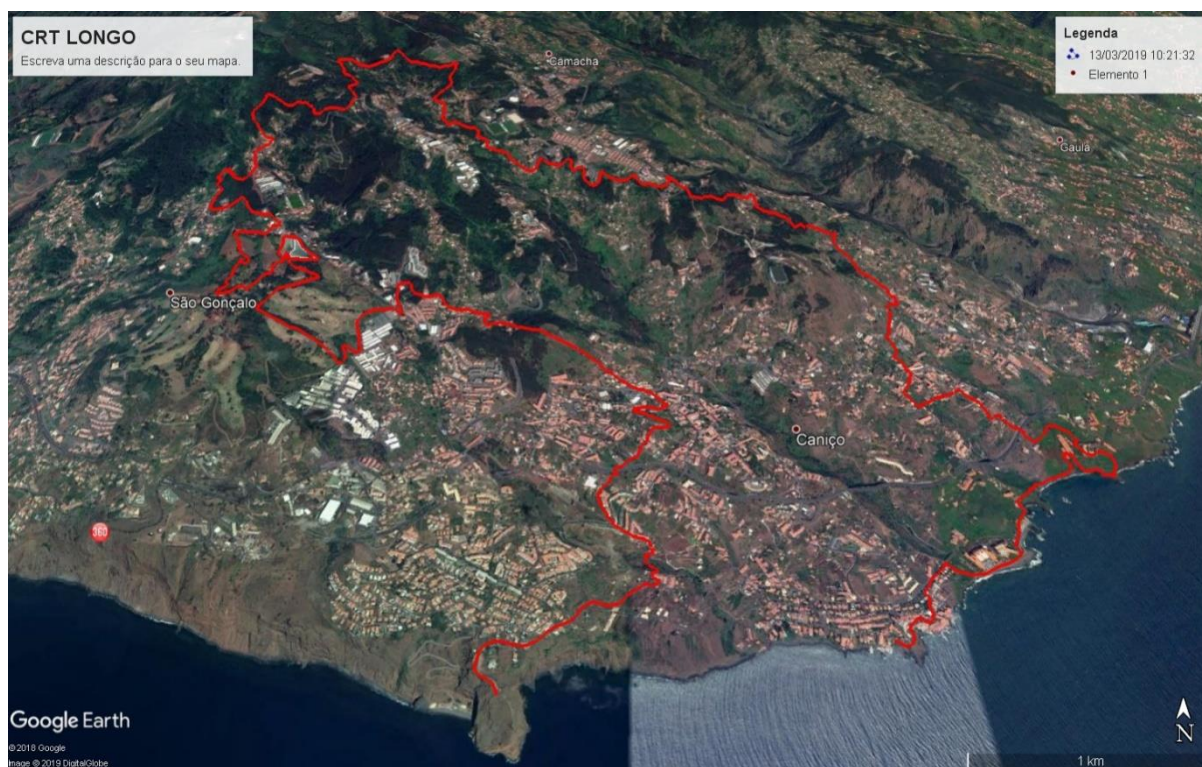 CRT LONGO
Escreva uma descrição para o seu mapa.
Legenda
13/03/2019 10:21:32
Elemento 1
Camacha
Gaula
São Gonçalo
Caniço
360
Google Earth
© 2018 Google
Image © 2019 DigitalGlobe
N
1 km